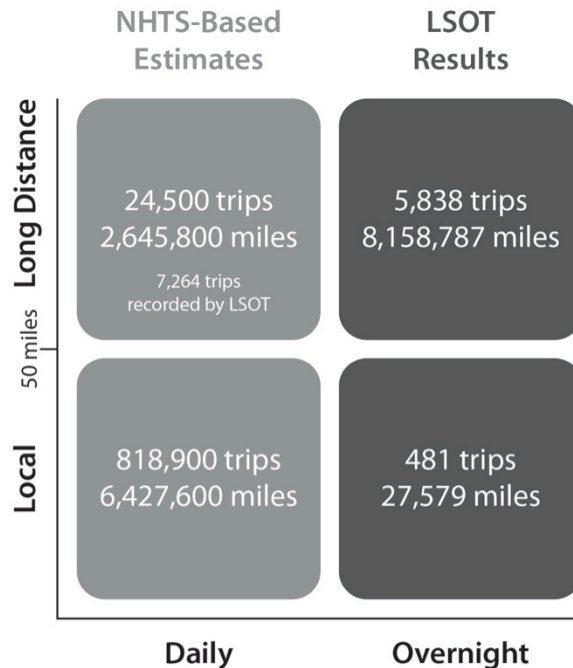 NHTS-Based
Estimates
LSOT
Results
Long Distance
24,500 trips
2,645,800 miles
7,264 trips
recorded by LSOT
5,838 trips
8,158,787 miles
50 miles
Local
818,900 trips
6,427,600 miles
481 trips
27,579 miles
Daily
Overnight